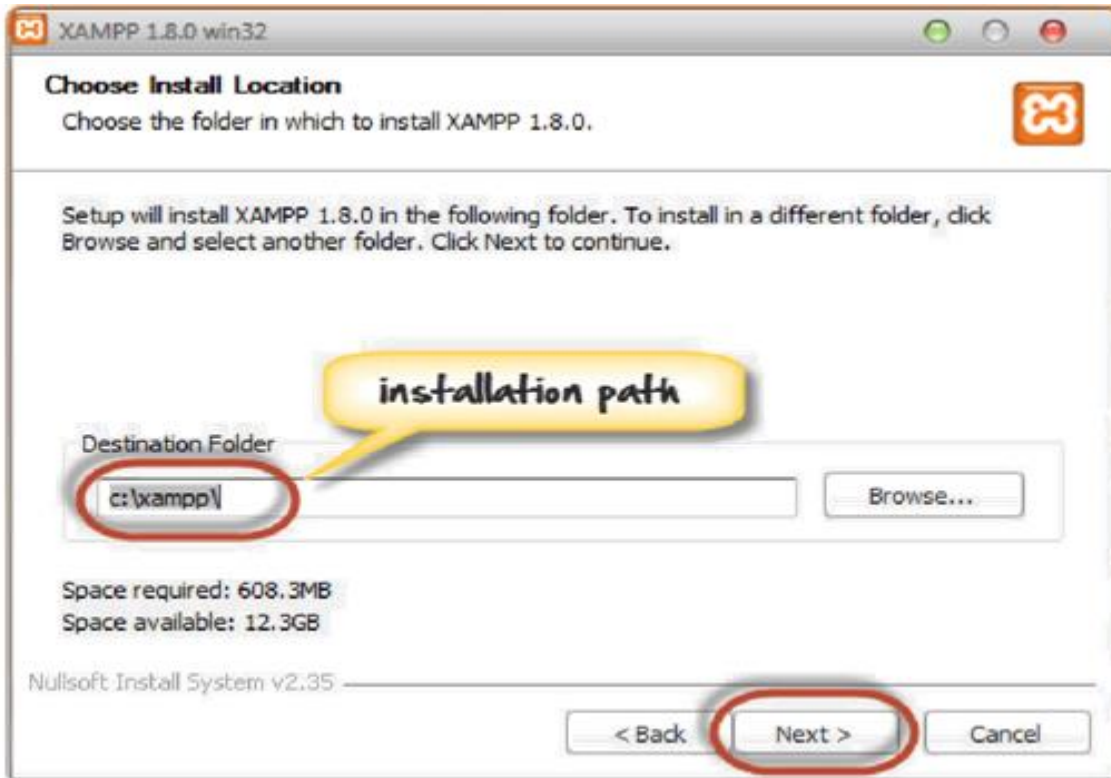 XAMPP 1.8.0 win32
Choose Install Location
Choose the folder in which to install XAMPP 1.8.0.
Setup will install XAMPP 1.8.0 in the following folder. To install in a different folder, click
Browse and select another folder. Click Next to continue.
installation path
Destination Folder
c:\xampp\
Browse...
Space required: 608.3MB
Space available: 12.3GB
Nullsoft Install System v2.35
< Back
Next >
Cancel